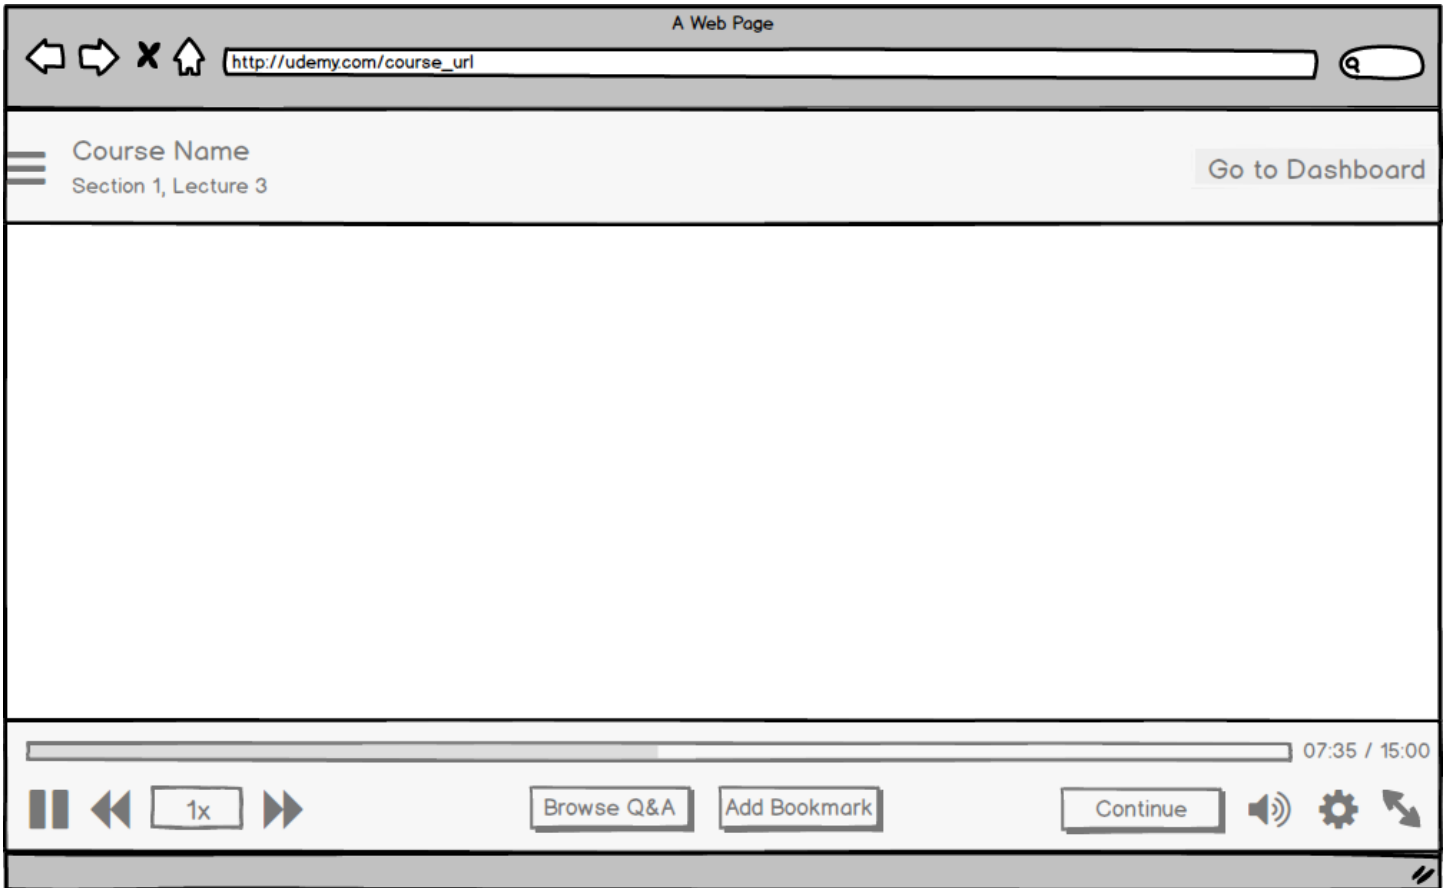 A Web Page
http://udemy.com/course_url
Course Name
Section 1, Lecture 3
Go to Dashboard
07:35 / 15:00
1x
Browse Q&A
Add Bookmark
Continue